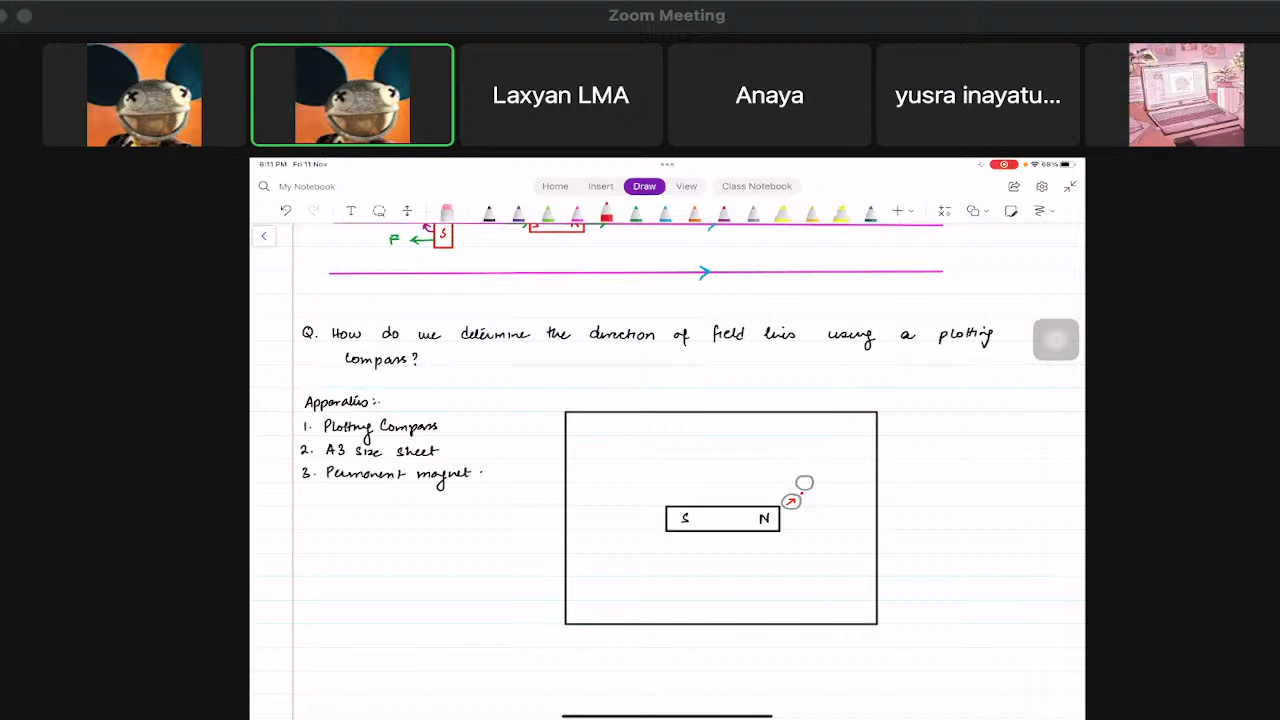 Zoom Meeting
Laxyan LMA
Anaya
yusra inayatu...
6:11 PM Fri 11 Nov
68%
My Notebook
Home Insert Draw View Class Notebook
T
F
S
S N
Q. How do we determine the direction of field lines using a plotting
compass?
Apparatus:-
1. Plotting Compass
2. A3 size sheet
3. Permanent magnet.
S N